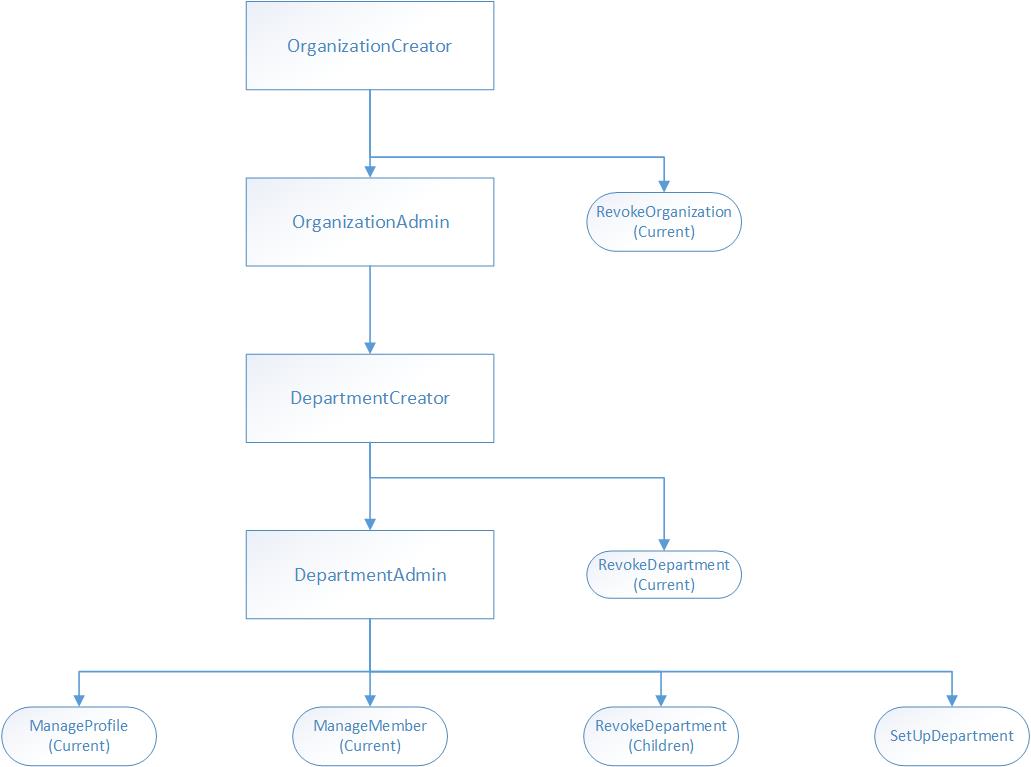 OrganizationCreator
OrganizationAdmin
RevokeOrganization
(Current)
DepartmentCreator
DepartmentAdmin
RevokeDepartment
(Current)
ManageProfile
(Current)
ManageMember
(Current)
RevokeDepartment
(Children)
SetUpDepartment